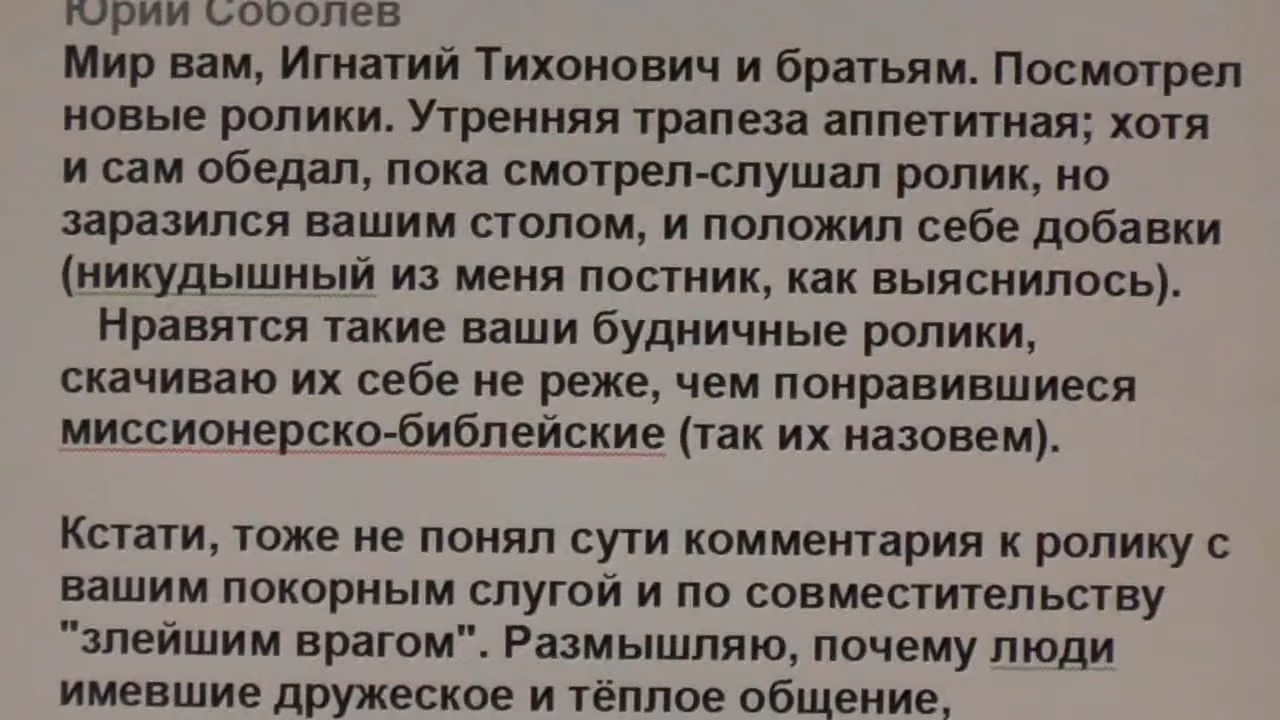 Юрий Соболев
Мир вам, Игнатий Тихонович и братьям. Посмотрел
новые ролики. Утренняя трапеза аппетитная; хотя
и сам обедал, пока смотрел-слушал ролик, но
заразился вашим столом, и положил себе добавки
(никудышный из меня постник, как выяснилось).
Нравятся такие ваши будничные ролики,
скачиваю их себе не реже, чем понравившиеся
миссионерско-библейские (так их назовем).
Кстати, тоже не понял сути комментария к ролику с
вашим покорным слугой и по совместительству
"злейшим врагом". Размышляю, почему люди
имевшие дружеское и тёплое общение,